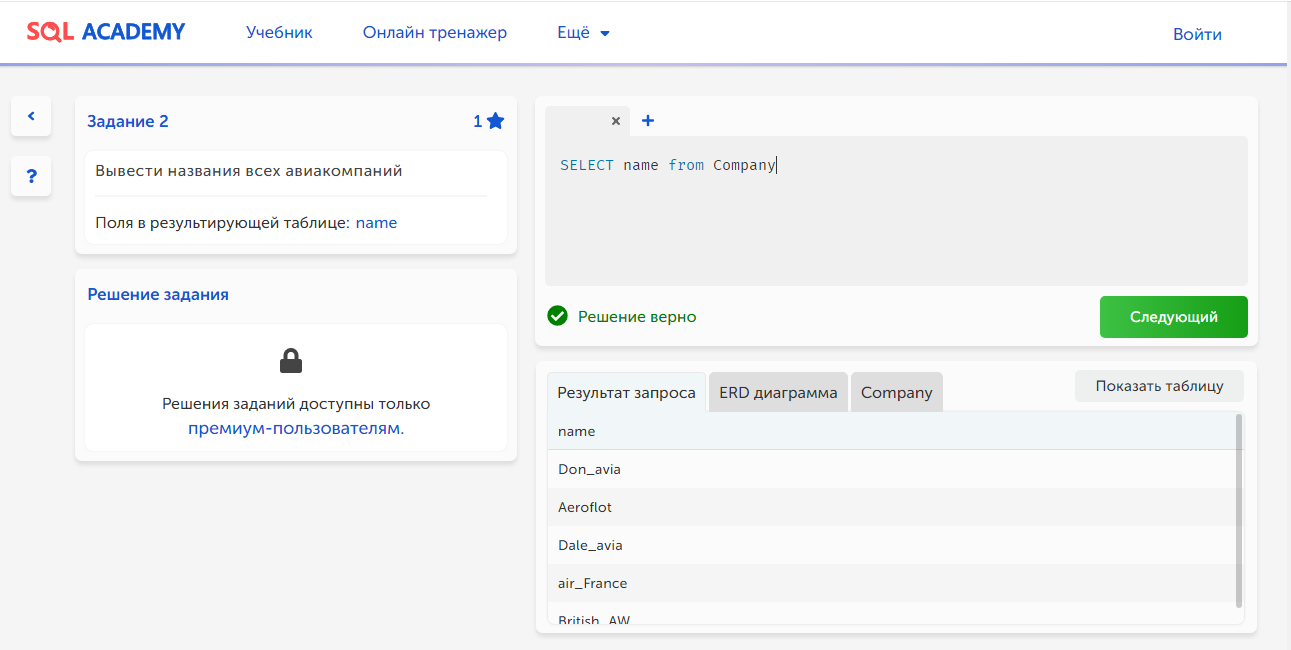 SQL ACADEMY
Учебник
Онлайн тренажер
Ещё
Войти
Задание 2
1
Вывести названия всех авиакомпаний
Поля в результирующей таблице: name
?
Решение задания
Решения заданий доступны только
премиум-пользователям.
SELECT name from Company
Решение верно
Следующий
Результат запроса
ERD диаграмма
Company
Показать таблицу
name
Don_avia
Aeroflot
Dale_avia
air_France
British_AW